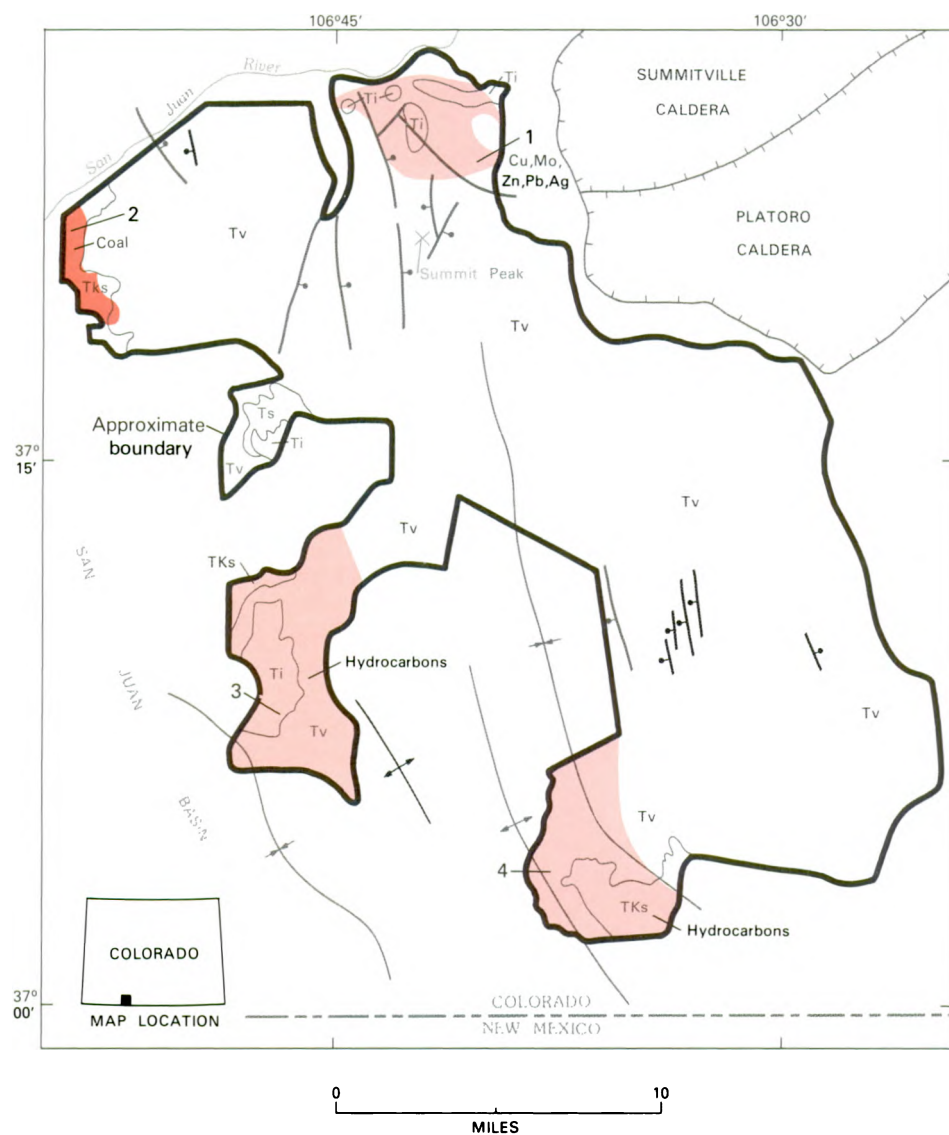 106°45'
106°30'
San Juan River
Ti
Ti
Ti
SUMMITVILLE
CALDERA
1
Cu,Mo,
Zn,Pb,Ag
PLATORO
CALDERA
2
Coal
Tks
Tv
Summit Peak
Tv
Approximate
boundary
Ts
Ti
Tv
37°
15'
Tv
Tv
SAN
JUAN
BASIN
TKs
Ti
Hydrocarbons
3
Tv
Tv
Tv
4
TKs
Hydrocarbons
COLORADO
MAP LOCATION
37°
00'
COLORADO
NEW MEXICO
0
10
MILES